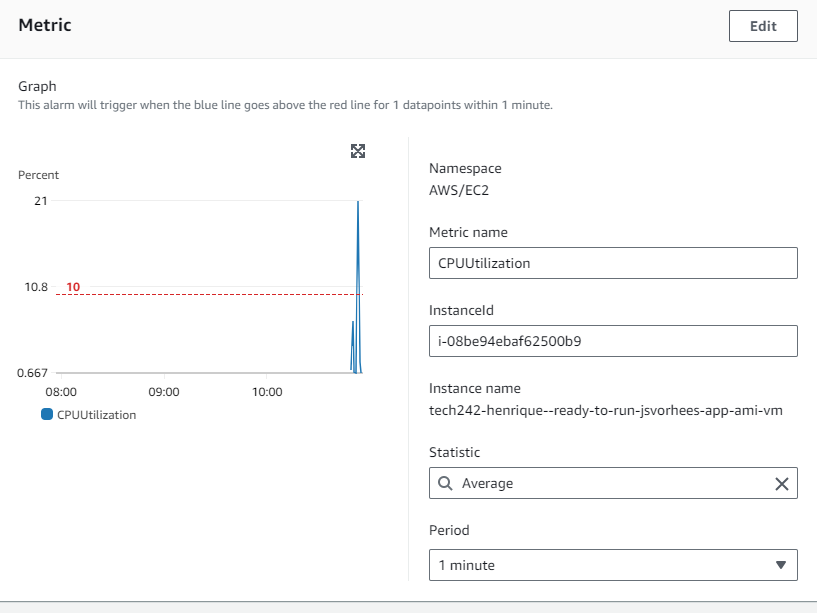 Metric
Edit
Graph
This alarm will trigger when the blue line goes above the red line for 1 datapoints within 1 minute.
Percent
21
10.8
10
0.667
08:00
09:00
10:00
CPUUtilization
Namespace
AWS/EC2
Metric name
CPUUtilization
InstanceId
i-08be94ebaf62500b9
Instance name
tech242-henrique--ready-to-run-jsvorhees-app-ami-vm
Statistic
Average
Period
1 minute